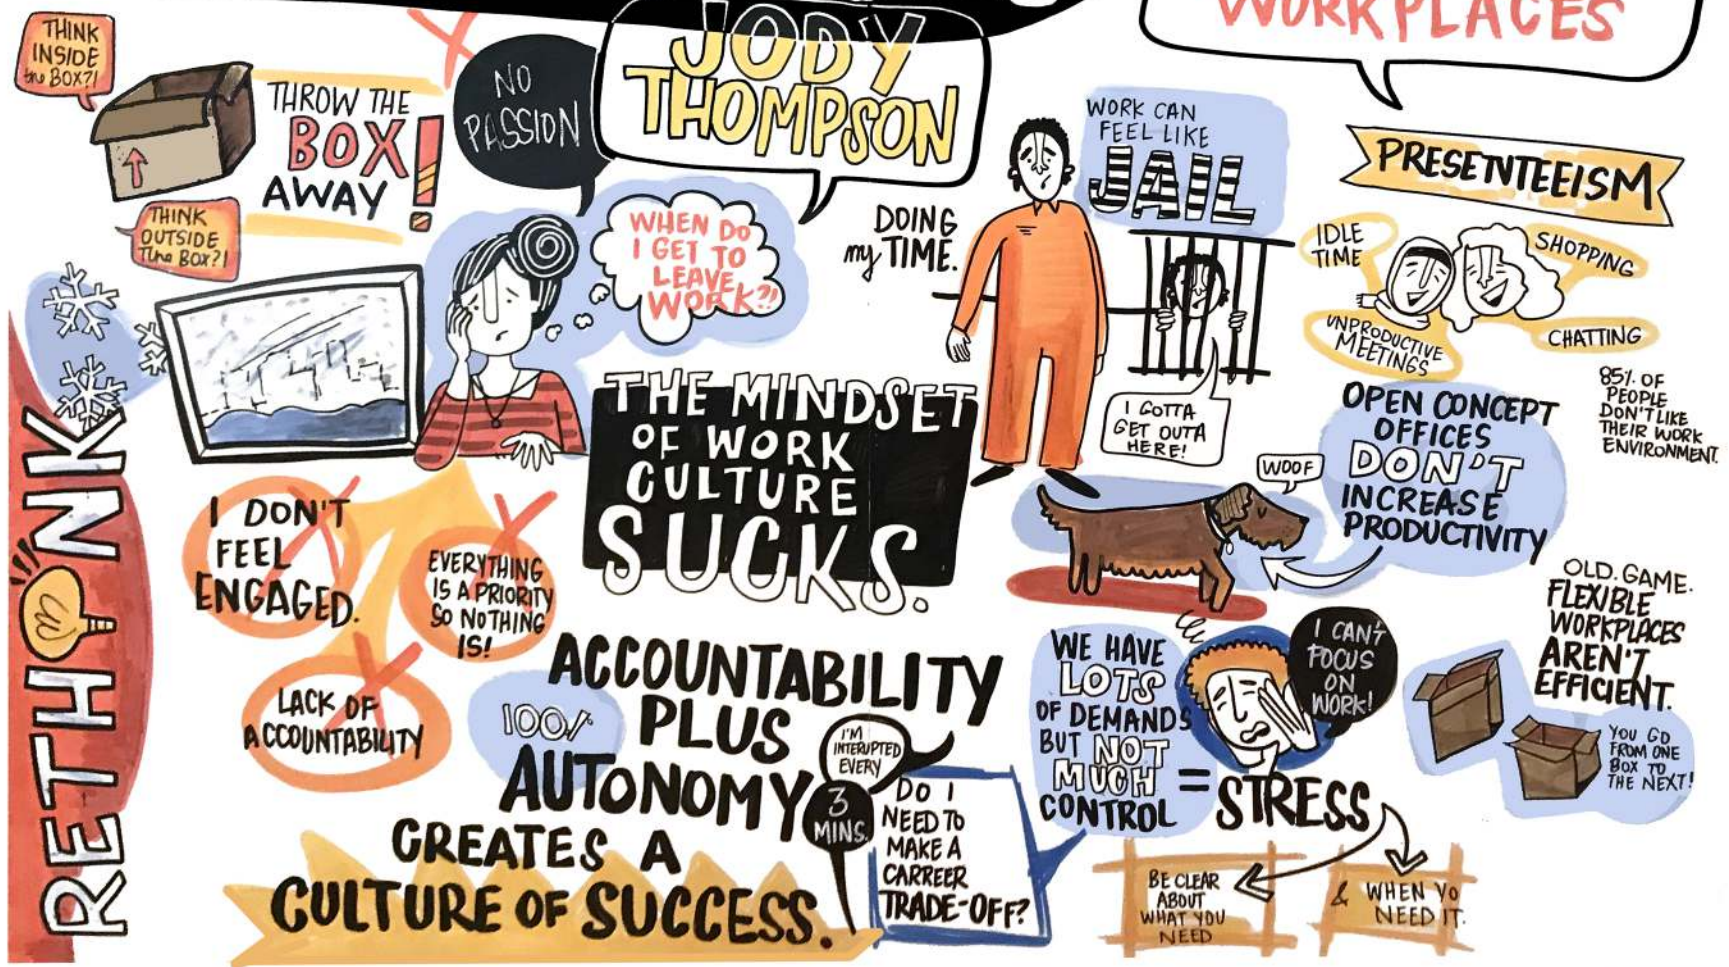 WORKPLACES
JODY
THOMPSON
THINK
INSIDE
the BOX?!
THROW THE
BOX!
AWAY
THINK
OUTSIDE
THE BOX?!
NO
PASSION
WHEN DO
I GET TO
LEAVE
WORK?!
DOING
my TIME.
WORK CAN
FEEL LIKE
JAIL
I GOTTA
GET OUTA
HERE!
PRESENTEEISM
IDLE
TIME
SHOPPING
UNPRODUCTIVE
MEETINGS
CHATTING
85% OF
PEOPLE
DON'T LIKE
THEIR WORK
ENVIRONMENT.
OPEN CONCEPT
OFFICES
DON'T
INCREASE
PRODUCTIVITY
WOOF
THE MINDSET
OF WORK
CULTURE
SUCKS.
RETHINK
I DON'T
FEEL
ENGAGED.
EVERYTHING
IS A PRIORITY
SO NOTHING
IS!
LACK OF
ACCOUNTABILITY
100%
ACCOUNTABILITY
PLUS
AUTONOMY
CREATES A
CULTURE OF SUCCESS.
I'M
INTERUPTED
EVERY
3
MINS.
DO I
NEED TO
MAKE A
CARREER
TRADE-OFF?
WE HAVE
LOTS
OF DEMANDS
BUT NOT
MUCH
CONTROL
= STRESS
I CAN'T
FOCUS
ON
WORK!
OLD. GAME.
FLEXIBLE
WORKPLACES
AREN'T
EFFICIENT.
YOU GO
FROM ONE
BOX TO
THE NEXT!
BE CLEAR
ABOUT
WHAT YOU
NEED
& WHEN YO
NEED IT.